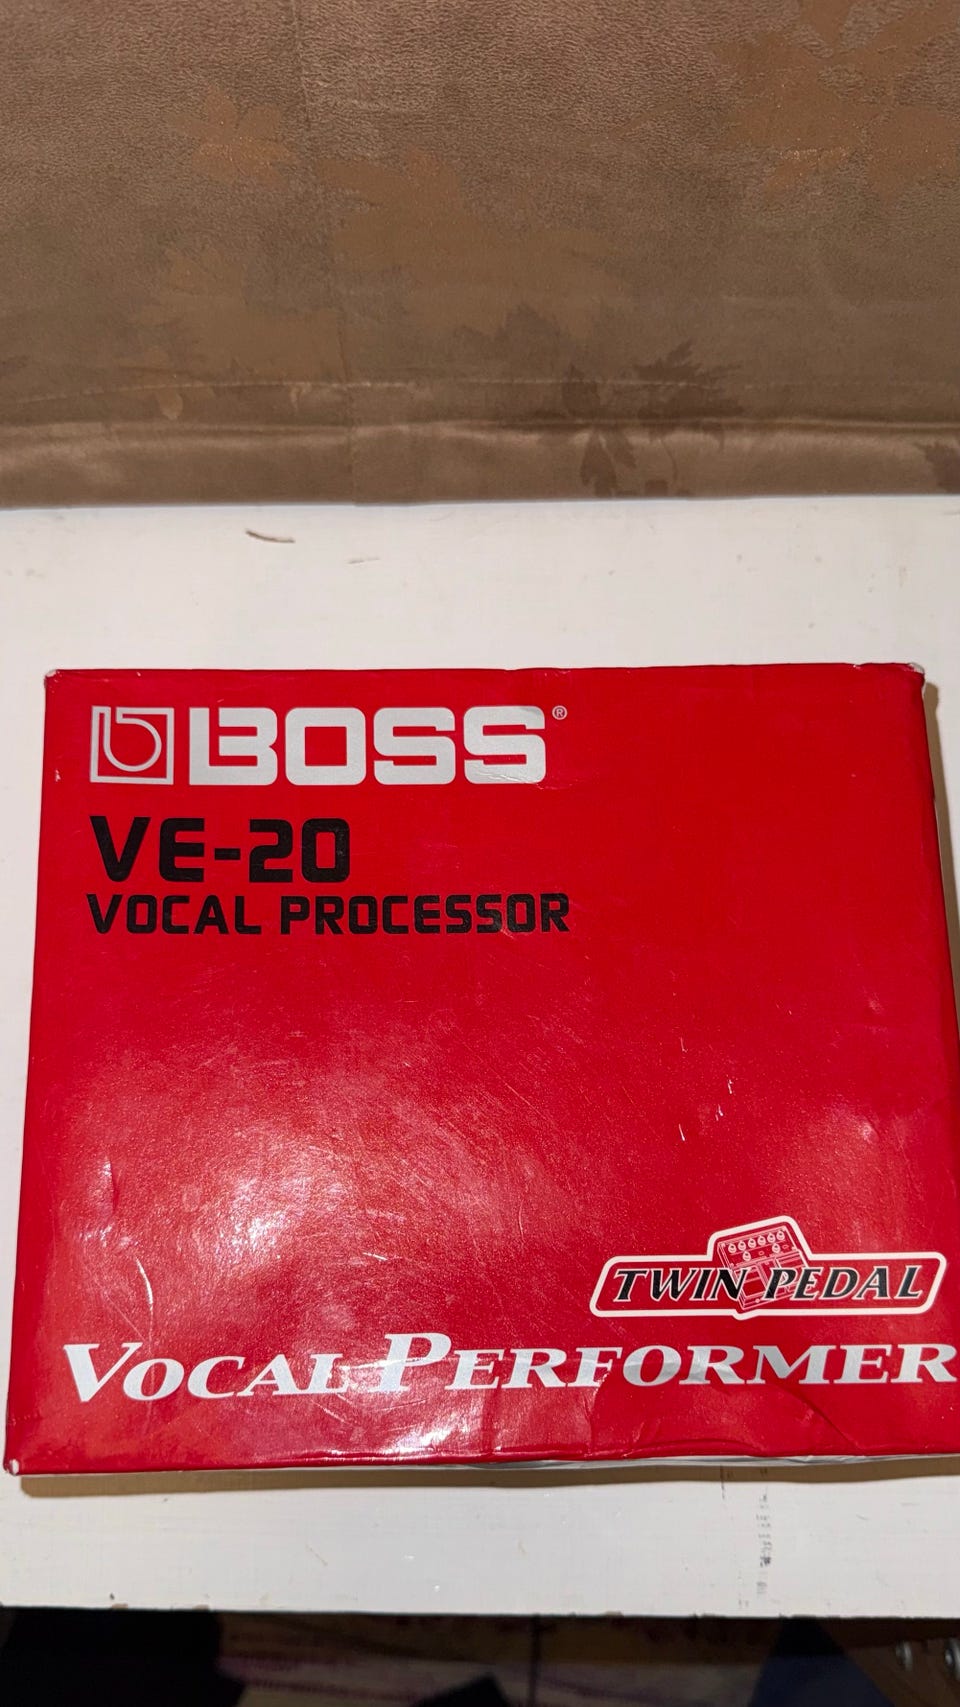 BOSS®
VE-20
VOCAL PROCESSOR
TWIN PEDAL
VOCAL PERFORMER